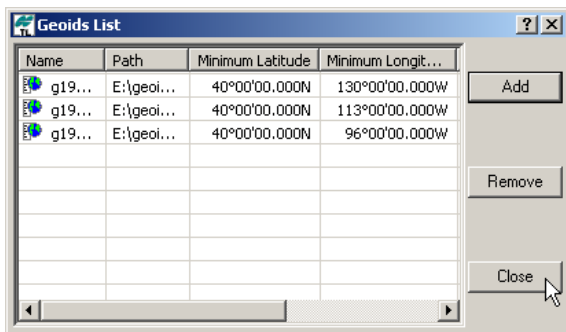 TL Geoids List
Name Path Minimum Latitude Minimum Longit...
g19... E:\geoi... 40°00'00.000N 130°00'00.000W
g19... E:\geoi... 40°00'00.000N 113°00'00.000W
g19... E:\geoi... 40°00'00.000N 96°00'00.000W
Add
Remove
Close